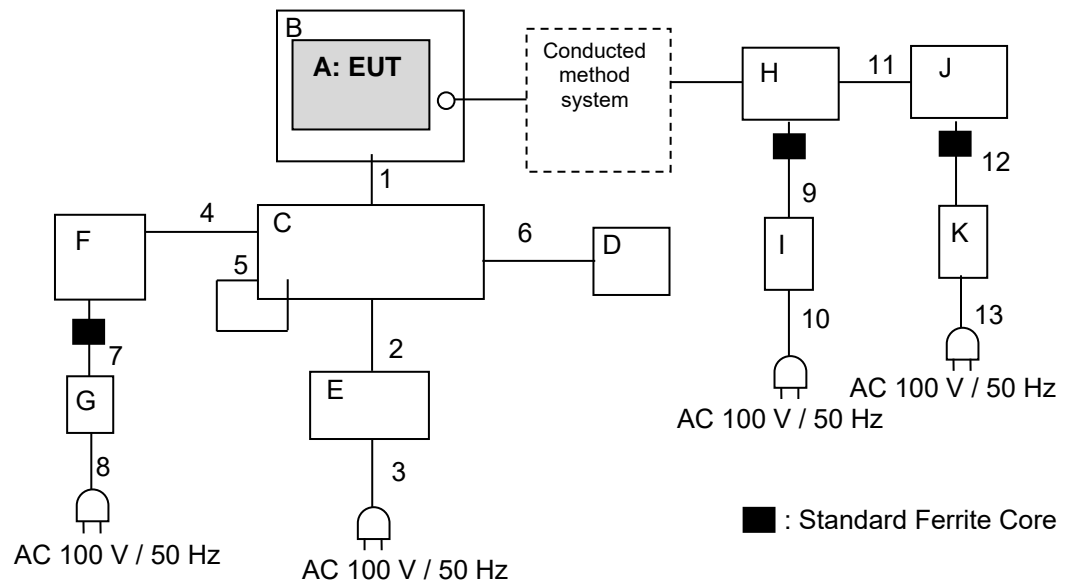 B
A: EUT
Conducted
method
system
H
11
J
12
1
9
4
C
6
F
D
I
K
5
10
13
2
7
E
AC 100 V / 50 Hz
G
AC 100 V / 50 Hz
8
3
: Standard Ferrite Core
AC 100 V / 50 Hz
AC 100 V / 50 Hz